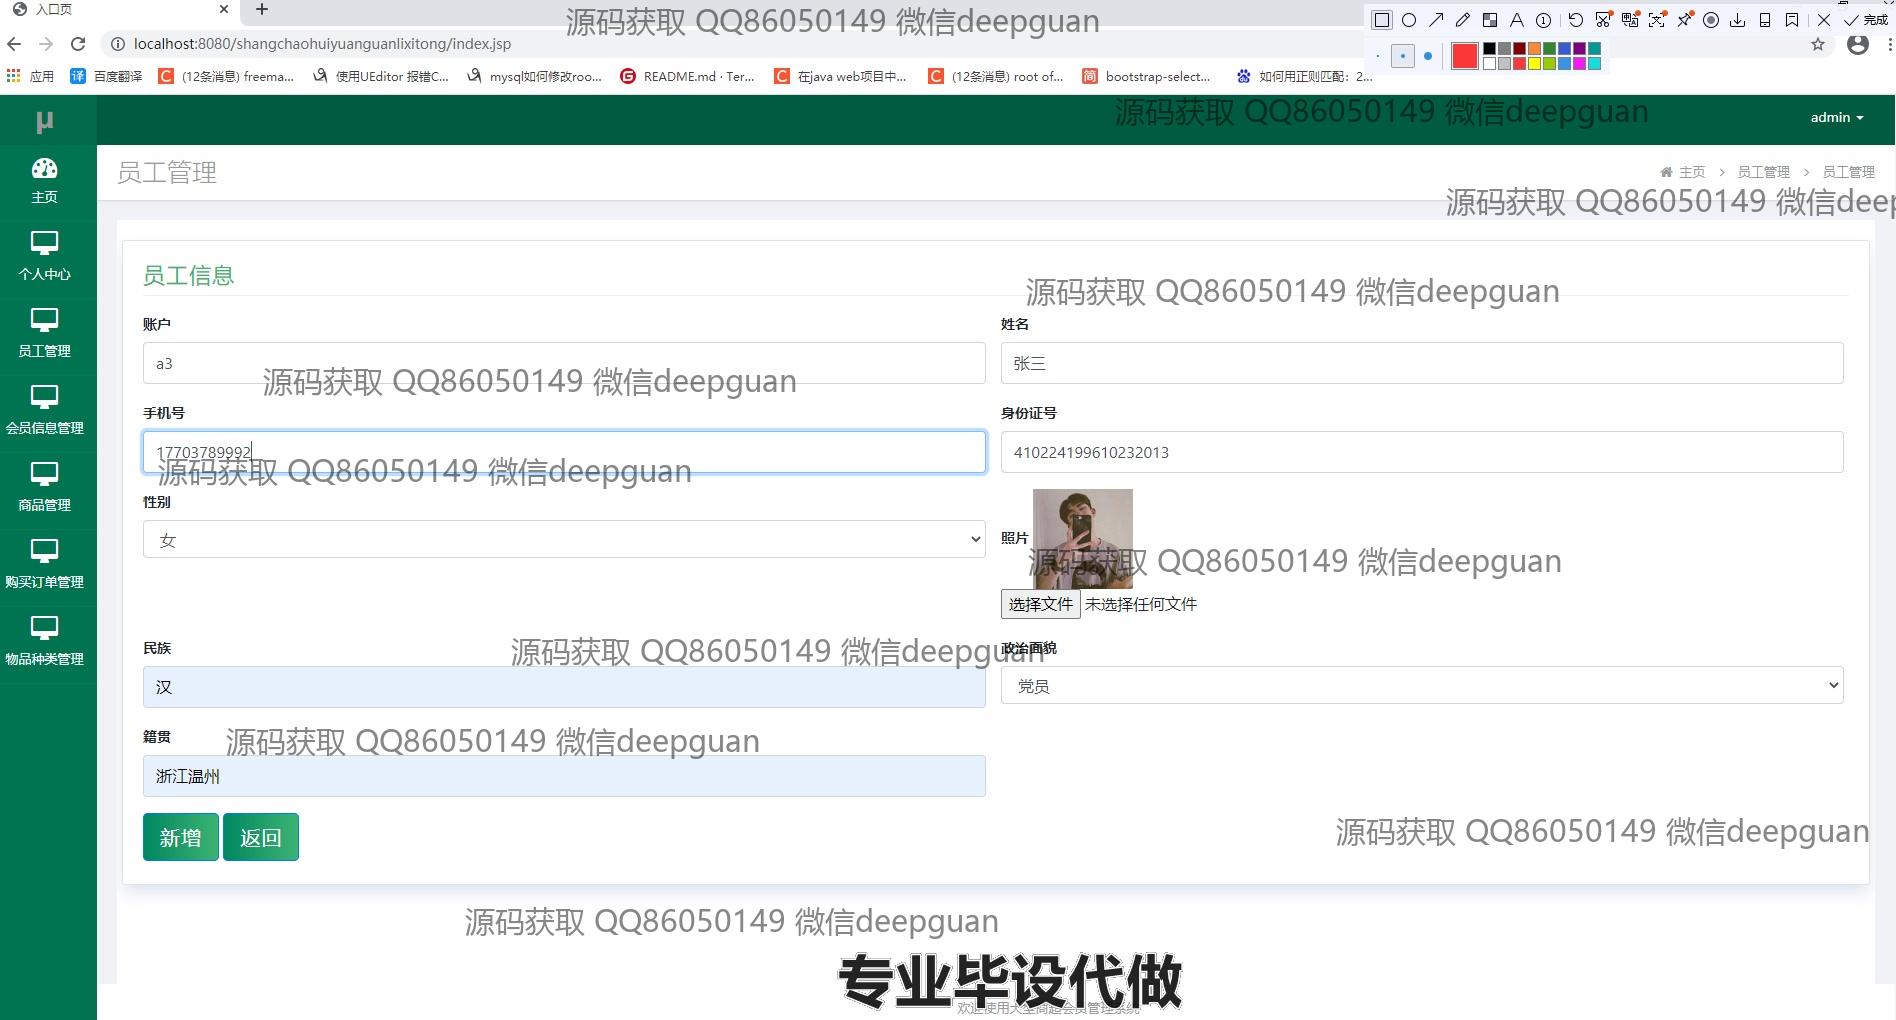 入口页
源码获取 QQ86050149 微信deepguan
完成
localhost:8080/shangchaohuiyuanguanlixitong/index.jsp
应用
百度翻译
(12条消息) freema...
使用UEditor 报错C...
mysql如何修改roo...
README.md · Ter...
在java web项目中...
(12条消息) root of...
bootstrap-select...
如何用正则匹配：2...
μ
源码获取 QQ86050149 微信deepguan
admin
主页
员工管理
主页 > 员工管理 > 员工管理
源码获取 QQ86050149 微信deep
个人中心
员工信息
源码获取 QQ86050149 微信deepguan
账户
姓名
员工管理
a3
张三
源码获取 QQ86050149 微信deepguan
手机号
身份证号
会员信息管理
17703789992
410224199610232013
源码获取 QQ86050149 微信deepguan
性别
商品管理
女
照片
源码获取 QQ86050149 微信deepguan
购买订单管理
选择文件 未选择任何文件
民族
源码获取 QQ86050149 微信deepguan
政治面貌
物品种类管理
汉
党员
籍贯
源码获取 QQ86050149 微信deepguan
浙江温州
新增
返回
源码获取 QQ86050149 微信deepguan
源码获取 QQ86050149 微信deepguan
专业毕设代做
欢迎使用大型商超会员管理系统